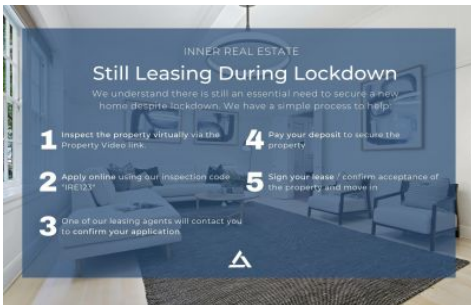 INNER REAL ESTATE
Still Leasing During Lockdown
We understand there is still an essential need to secure a new
home despite lockdown. We have a simple process to help:
1 Inspect the property virtually via the
Property Video link.
2 Apply online using our inspection code
"IRE123"
3 One of our leasing agents will contact you
to confirm your application
4 Pay your deposit to secure the
property
5 Sign your lease / confirm acceptance of
the property and move in